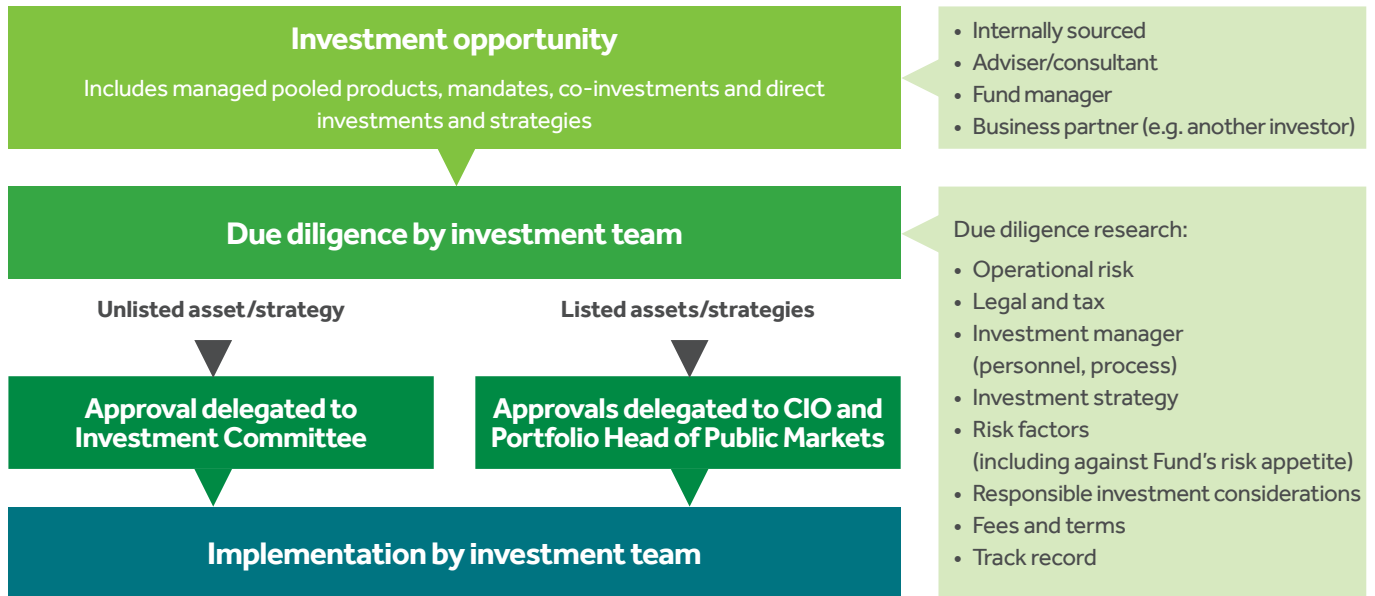 Investment opportunity
Includes managed pooled products, mandates, co-investments and direct
investments and strategies
• Internally sourced
• Adviser/consultant
• Fund manager
• Business partner (e.g. another investor)
Due diligence by investment team
Due diligence research:
• Operational risk
• Legal and tax
• Investment manager
(personnel, process)
• Investment strategy
• Risk factors
(including against Fund's risk appetite)
• Responsible investment considerations
• Fees and terms
• Track record
Unlisted asset/strategy
Listed assets/strategies
Approval delegated to
Investment Committee
Approvals delegated to CIO and
Portfolio Head of Public Markets
Implementation by investment team